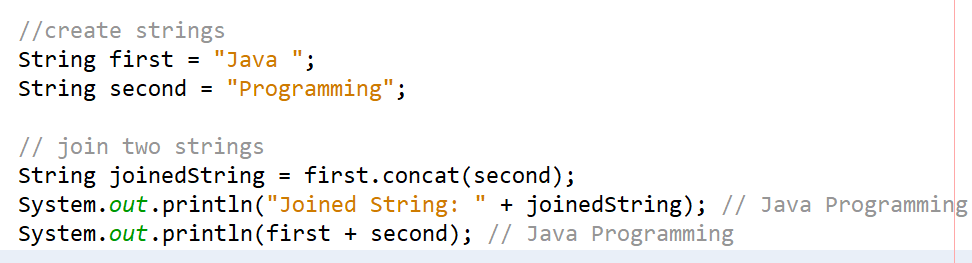 //create strings
String first = "Java ";
String second = "Programming";
// join two strings
String joinedString = first.concat(second);
System.out.println("Joined String: " + joinedString); // Java Programming
System.out.println(first + second); // Java Programming